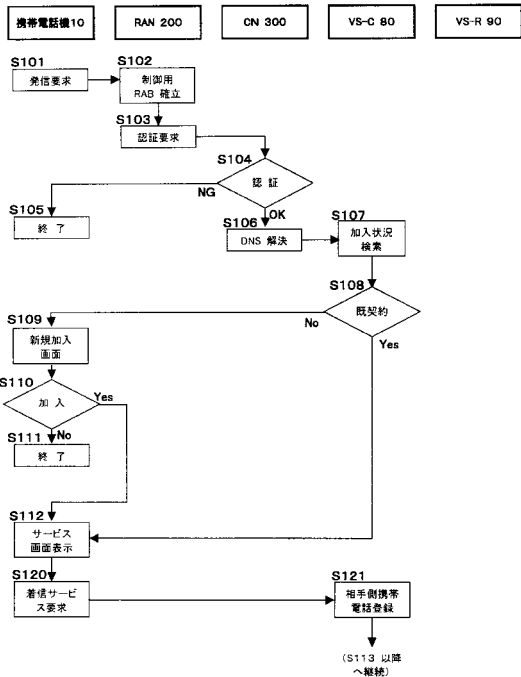 携帯電話機10
RAN 200
CN 300
VS-C 80
VS-R 90
S101
発信要求
S102
制御用
RAB 確立
S103
認証要求
S104
認 証
NG
OK
S105
終 了
S106
DNS 解決
S107
加入状況
検索
S108
既契約
No
Yes
S109
新規加入
画面
S110
加 入
Yes
No
S111
終 了
S112
サービス
画面表示
S120
着信サービ
ス要求
S121
相手側携帯
電話登録
(S113 以降
へ継続)